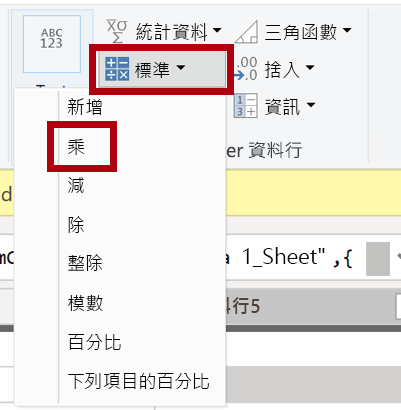 ABC
123
統計資料
三角函數
標準
.00
.0
捨入
資訊
新增
乘
er 資料行
減
d
除
整除
1_Sheet" ,{
模數
行5
百分比
下列項目的百分比